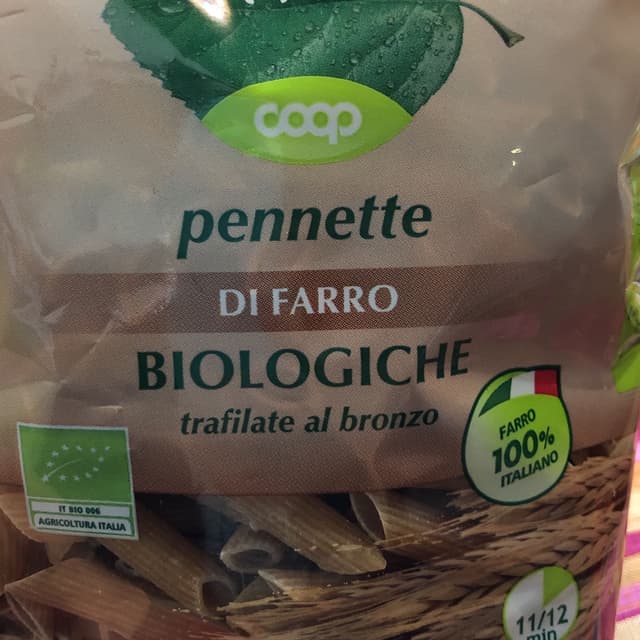 coop
pennette
DI FARRO
BIOLOGICHE
trafilate al bronzo
FARRO
100%
ITALIANO
IT BIO 006
AGRICOLTURA ITALIA
11/12
min